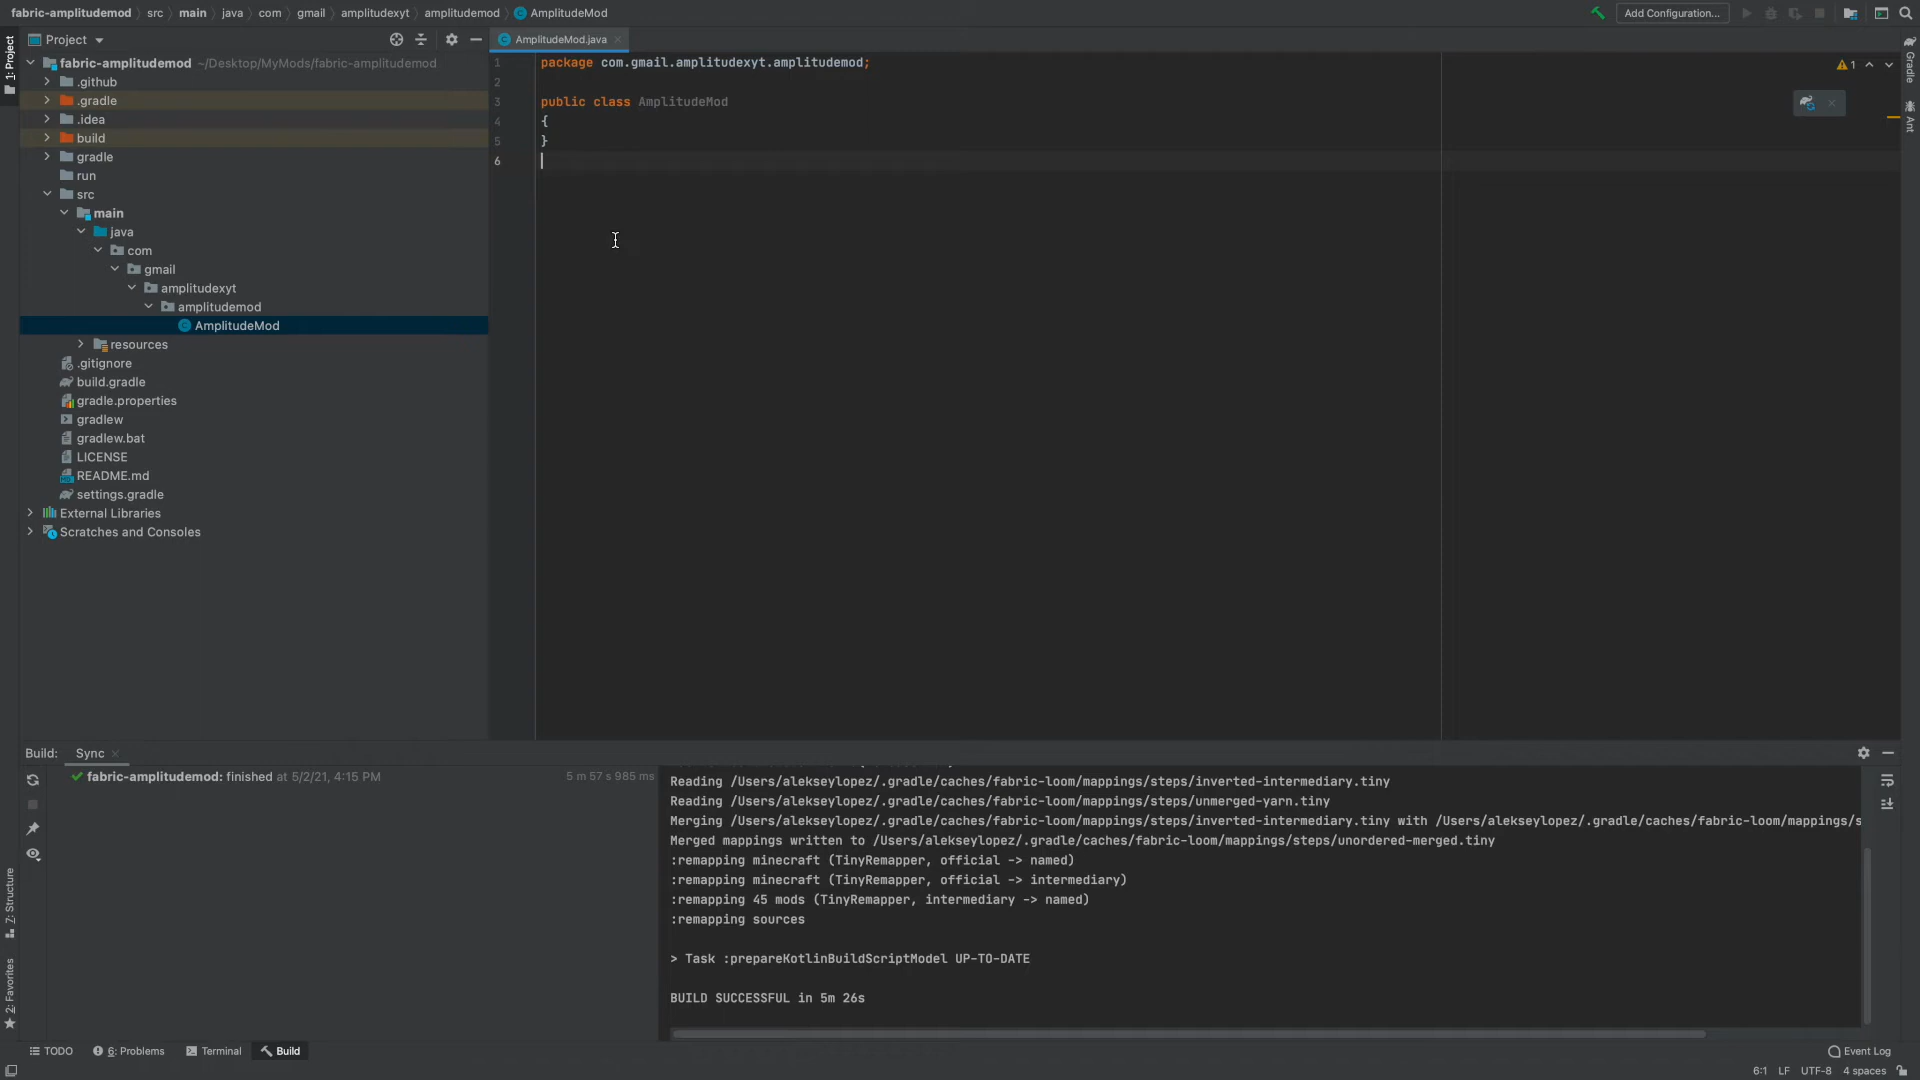 fabric-amplitudemod › src › main › java › com › gmail › amplitudexyt › amplitudemod › AmplitudeMod
Add Configuration...
Project
AmplitudeMod.java
1: Project
fabric-amplitudemod ~/Desktop/MyMods/fabric-amplitudemod
.github
.gradle
.idea
build
gradle
run
src
main
java
com
gmail
amplitudexyt
amplitudemod
AmplitudeMod
resources
.gitignore
build.gradle
gradle.properties
gradlew
gradlew.bat
LICENSE
README.md
settings.gradle
External Libraries
Scratches and Consoles
1 package com.gmail.amplitudexyt.amplitudemod;
2
3 public class AmplitudeMod
4 {
5 }
6
1
Gradle
Ant
Build: Sync
fabric-amplitudemod: finished at 5/2/21, 4:15 PM
5 m 57 s 985 ms
Reading /Users/alekseylopez/.gradle/caches/fabric-loom/mappings/steps/inverted-intermediary.tiny
Reading /Users/alekseylopez/.gradle/caches/fabric-loom/mappings/steps/unmerged-yarn.tiny
Merging /Users/alekseylopez/.gradle/caches/fabric-loom/mappings/steps/inverted-intermediary.tiny with /Users/alekseylopez/.gradle/caches/fabric-loom/mappings/s
Merged mappings written to /Users/alekseylopez/.gradle/caches/fabric-loom/mappings/steps/unordered-merged.tiny
:remapping minecraft (TinyRemapper, official -> named)
:remapping minecraft (TinyRemapper, official -> intermediary)
:remapping 45 mods (TinyRemapper, intermediary -> named)
:remapping sources
> Task :prepareKotlinBuildScriptModel UP-TO-DATE
BUILD SUCCESSFUL in 5m 26s
7: Structure
2: Favorites
TODO
6: Problems
Terminal
Build
Event Log
6:1 LF UTF-8 4 spaces